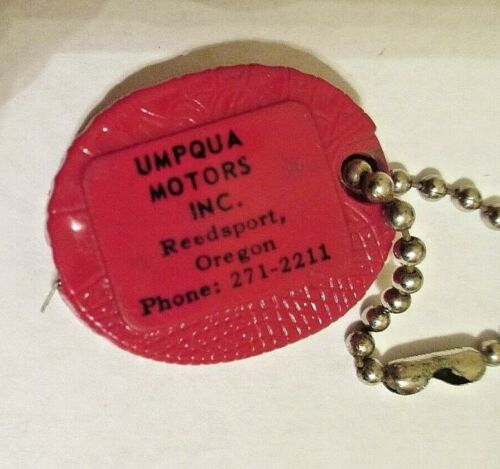 UMPQUA
MOTORS
INC.
Reedsport,
Oregon
Phone: 271-2211